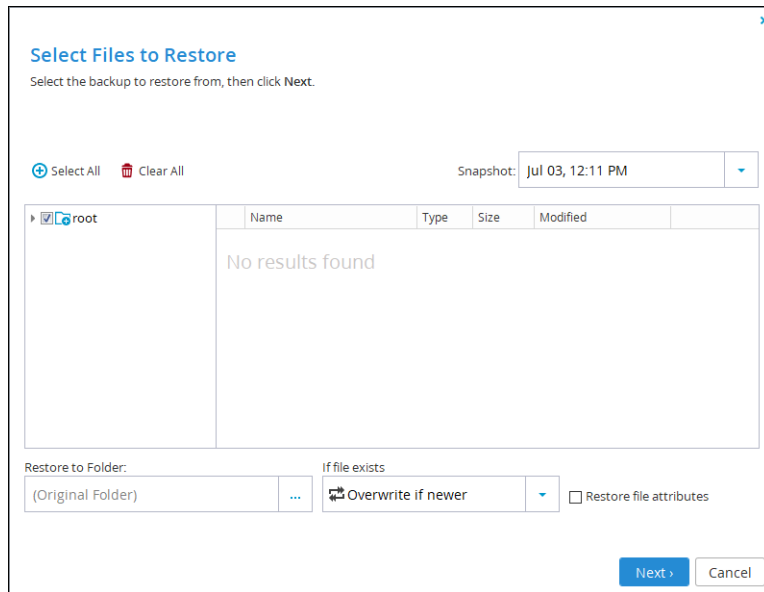 Select Files to Restore
Select the backup to restore from, then click Next.
Select All Clear All Snapshot: Jul 03, 12:11 PM
root Name Type Size Modified
No results found
Restore to Folder: If file exists
(Original Folder) ... Overwrite if newer Restore file attributes
Next › Cancel